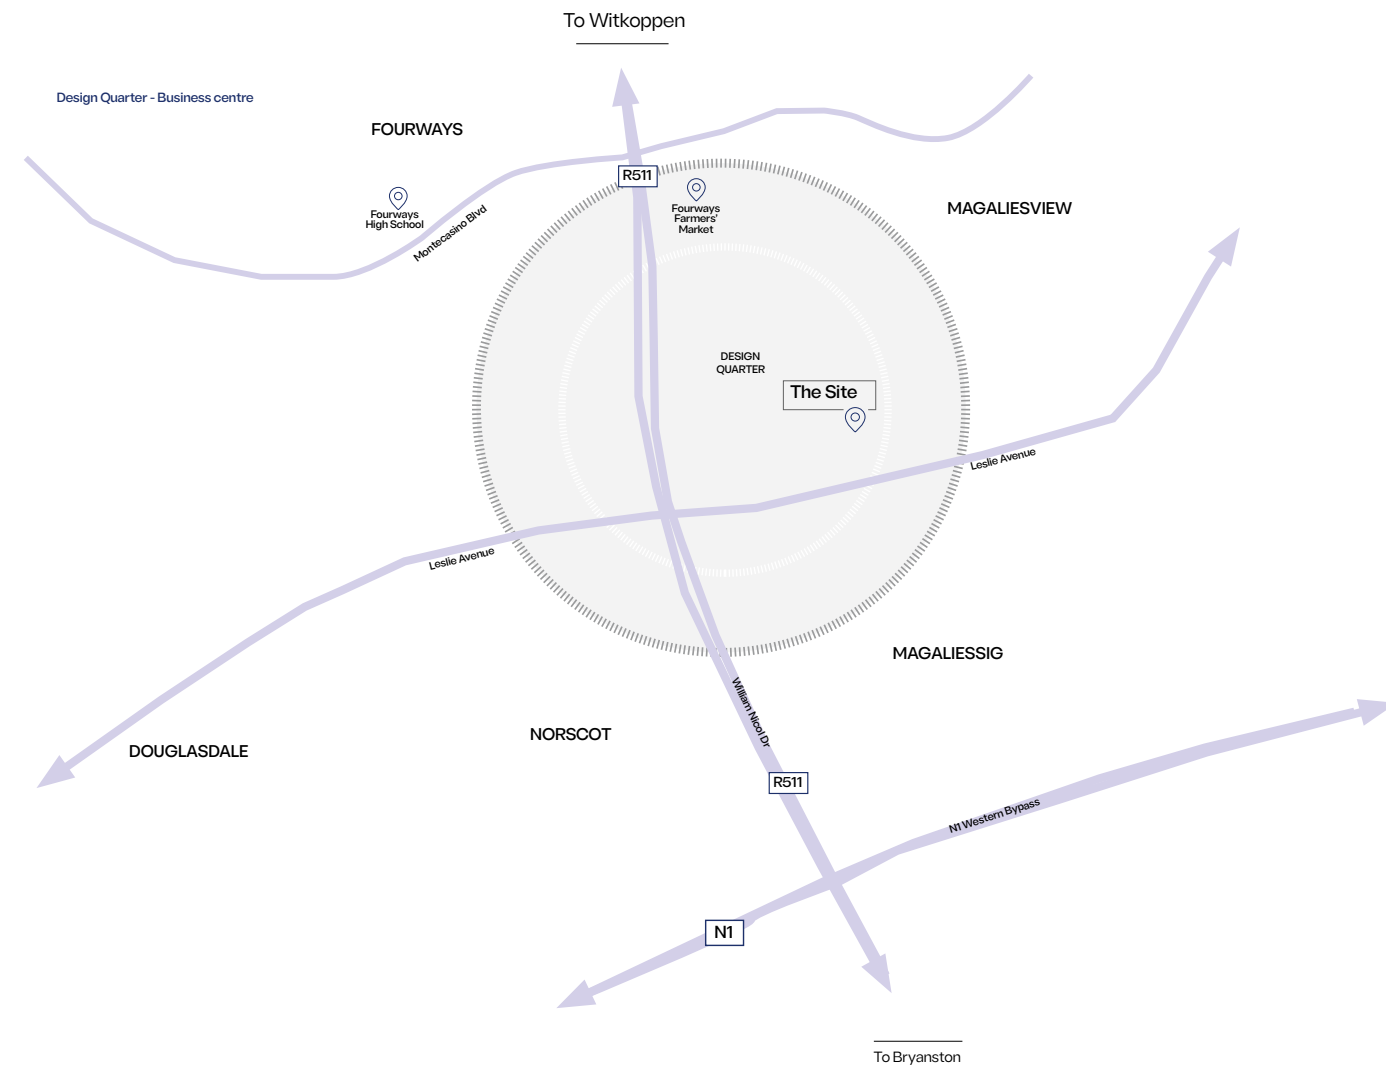 To Witkoppen
Design Quarter - Business centre
FOURWAYS
R511
Fourways
High School
Montecasino Blvd
Fourways
Farmers'
Market
MAGALIESVIEW
DESIGN
QUARTER
The Site
Leslie Avenue
Leslie Avenue
MAGALIESSIG
William Nicol Dr
NORSCOT
DOUGLASDALE
R511
N1 Western Bypass
N1
To Bryanston